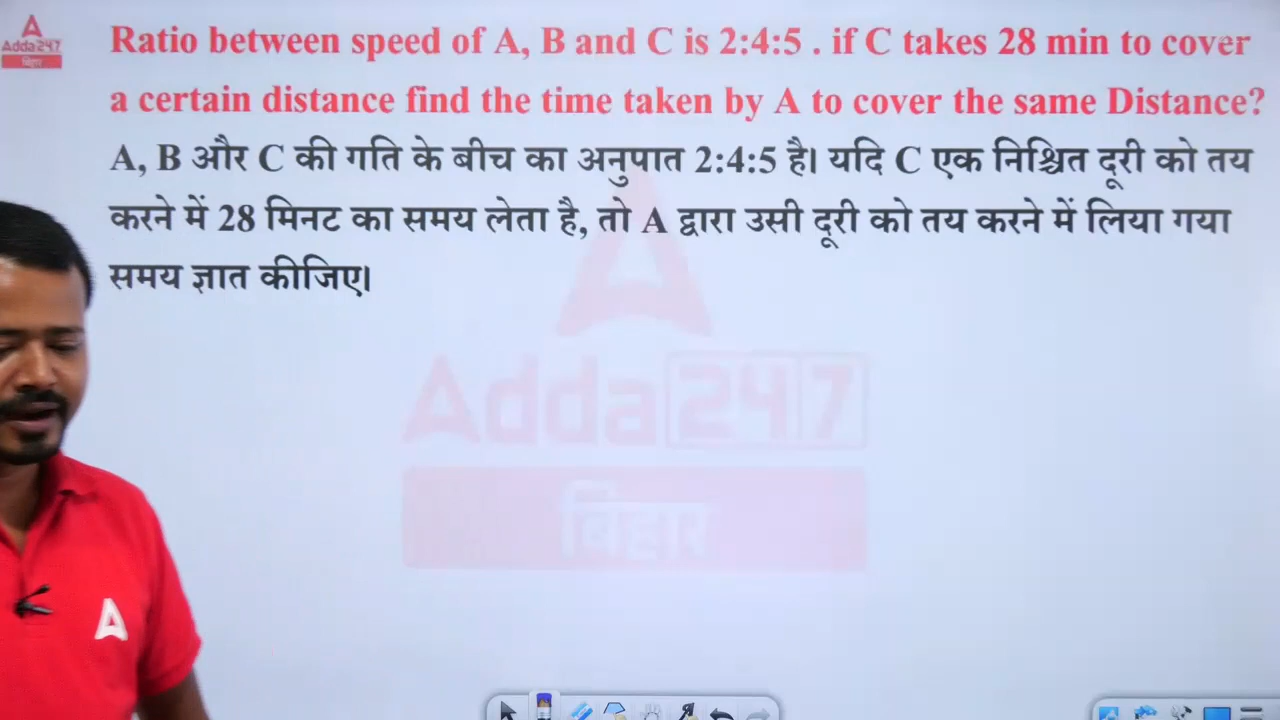 Adda247
बिहार
Ratio between speed of A, B and C is 2:4:5 . if C takes 28 min to cover
a certain distance find the time taken by A to cover the same Distance?
A, B और C की गति के बीच का अनुपात 2:4:5 है। यदि C एक निश्चित दूरी को तय
करने में 28 मिनट का समय लेता है, तो A द्वारा उसी दूरी को तय करने में लिया गया
समय ज्ञात कीजिए।
Adda247
बिहार